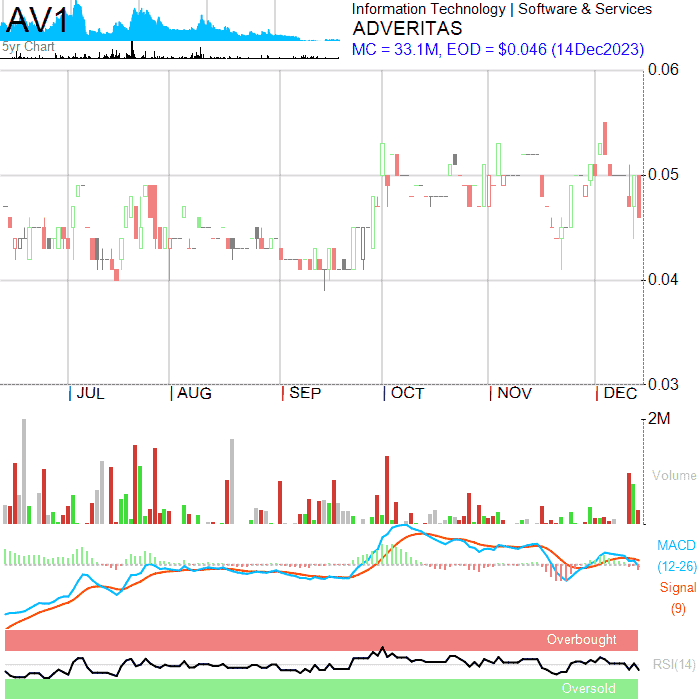 AV1
5yr Chart
Information Technology | Software & Services
ADVERITAS
MC = 33.1M, EOD = $0.046 (14Dec2023)
0.06
0.05
0.04
0.03
JUL AUG SEP OCT NOV DEC
2M
Volume
MACD
(12-26)
Signal
(9)
Overbought
RSI(14)
Oversold